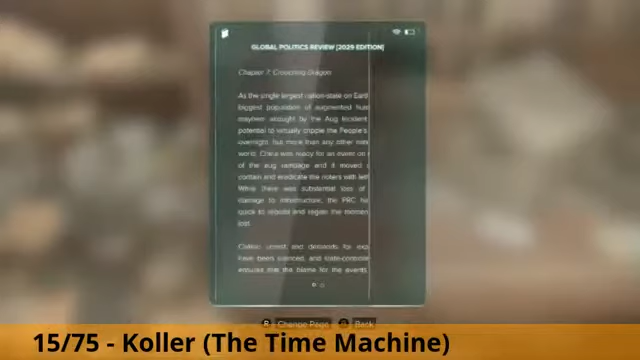 GLOBAL POLITICS REVIEW [2029 EDITION]
Chapter 7: Crouching Dragon
As the single largest nation-state on Eart
biggest population of augmented hum
mayhem wrought by the Aug Incident
potential to virtually cripple the People's
overnight, but more than any other nati
world, China was ready for an event on
of the aug rampage and it moved
contain and eradicate the rioters with
While there was substantial loss of
damage to infrastructure, the PRC ha
quick to rebuild and regain the momen
lost.
unrest and demands for exp
have been silenced, and state-controlled
ensures that the blame for the events
R Change Page Back
15/75 - Koller (The Time Machine)